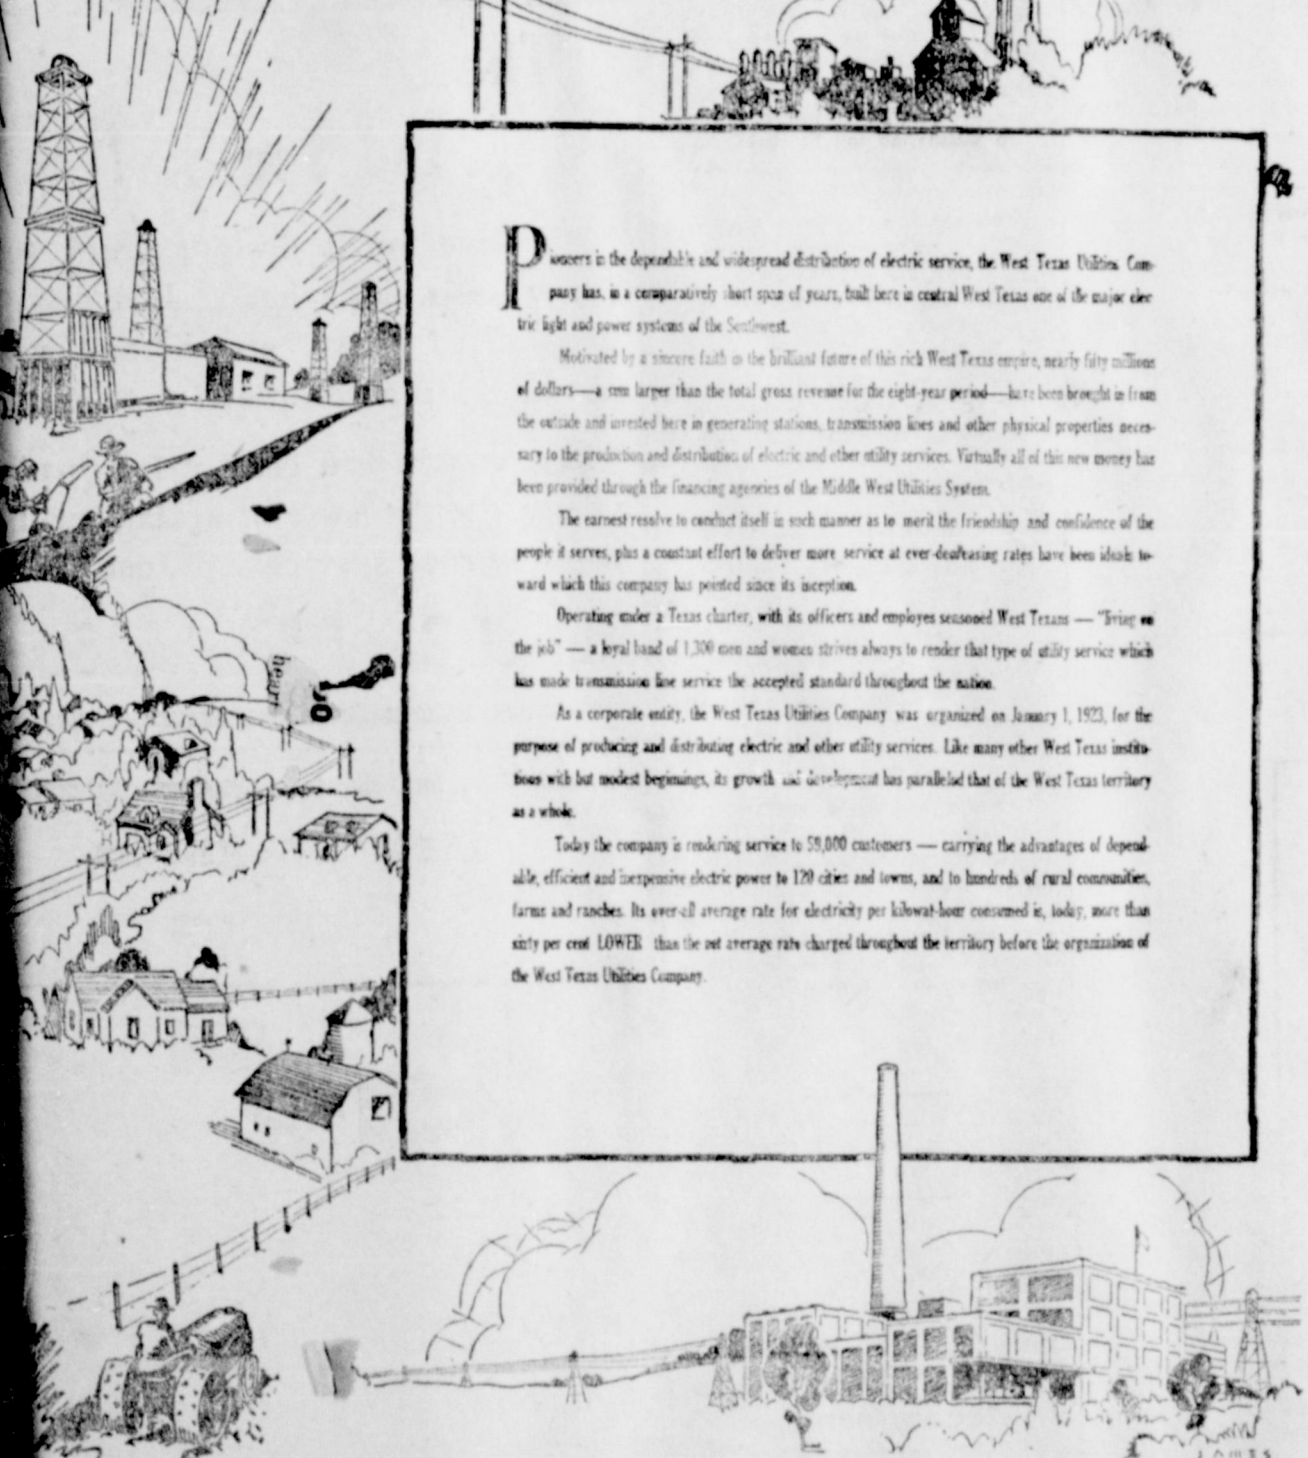 Pioneers in the dependable and widespread distribution of electric service, the West Texas Utilities Com-
pany has, in a comparatively short span of years, built here in central West Texas one of the major elec-
tric light and power systems of the Southwest.
Motivated by a sincere faith in the brilliant future of this rich West Texas empire, nearly fifty millions
of dollars—a sum larger than the total gross revenue for the eight-year period—have been brought in from
the outside and invested here in generating stations, transmission lines and other physical properties neces-
sary to the production and distribution of electric and other utility services. Virtually all of this new money has
been provided through the financing agencies of the Middle West Utilities System.
The earnest resolve to conduct itself in such manner as to merit the friendship and confidence of the
people it serves, plus a constant effort to deliver more service at ever-decreasing rates have been ideals to-
ward which this company has pointed since its inception.
Operating under a Texas charter, with its officers and employes seasoned West Texans — "living on
the job" — a loyal band of 1,300 men and women strives always to render that type of utility service which
has made transmission line service the accepted standard throughout the nation.
As a corporate entity, the West Texas Utilities Company was organized on January 1, 1923, for the
purpose of producing and distributing electric and other utility services. Like many other West Texas institu-
tions with but modest beginnings, its growth and development has paralleled that of the West Texas territory
as a whole.
Today the company is rendering service to 59,000 customers — carrying the advantages of depend-
able, efficient and inexpensive electric power to 120 cities and towns, and to hundreds of rural communities,
farms and ranches. Its over-all average rate for electricity per kilowat-hour consumed is, today, more than
sixty per cent LOWER than the net average rate charged throughout the territory before the organization of
the West Texas Utilities Company.